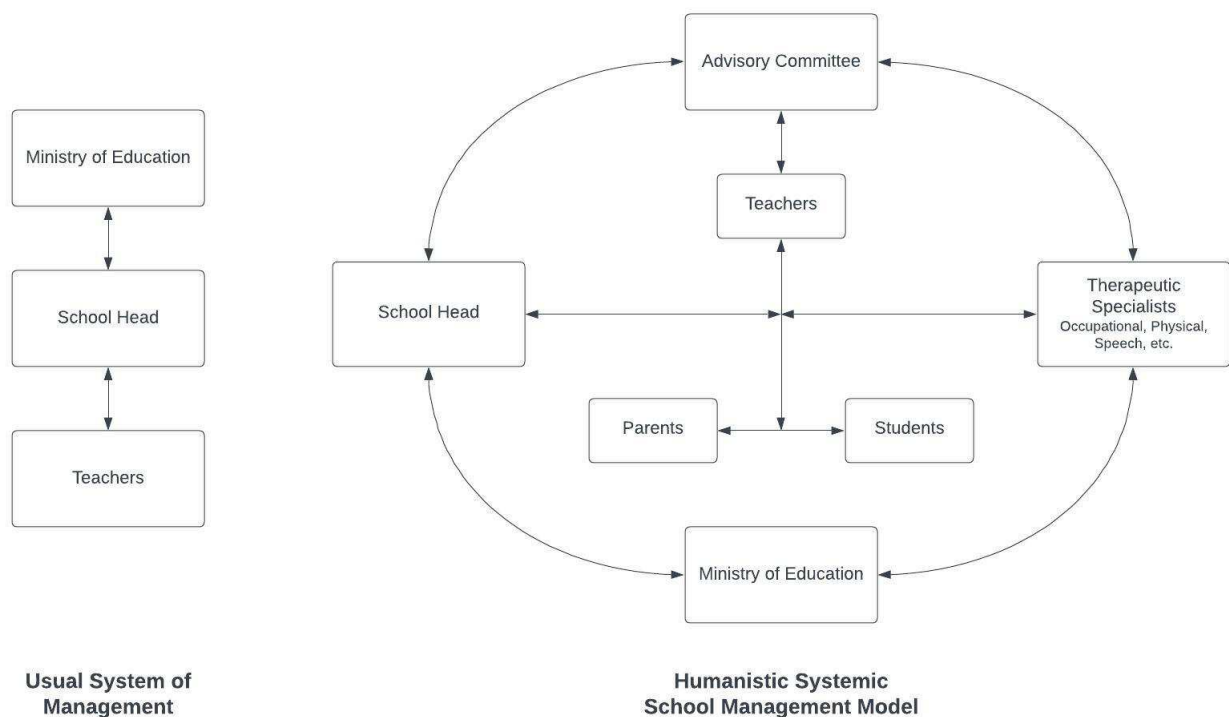 Ministry of Education
School Head
Teachers
Usual System of
Management
Advisory Committee
Teachers
School Head
Therapeutic
Specialists
Occupational, Physical,
Speech, etc.
Parents
Students
Ministry of Education
Humanistic Systemic
School Management Model